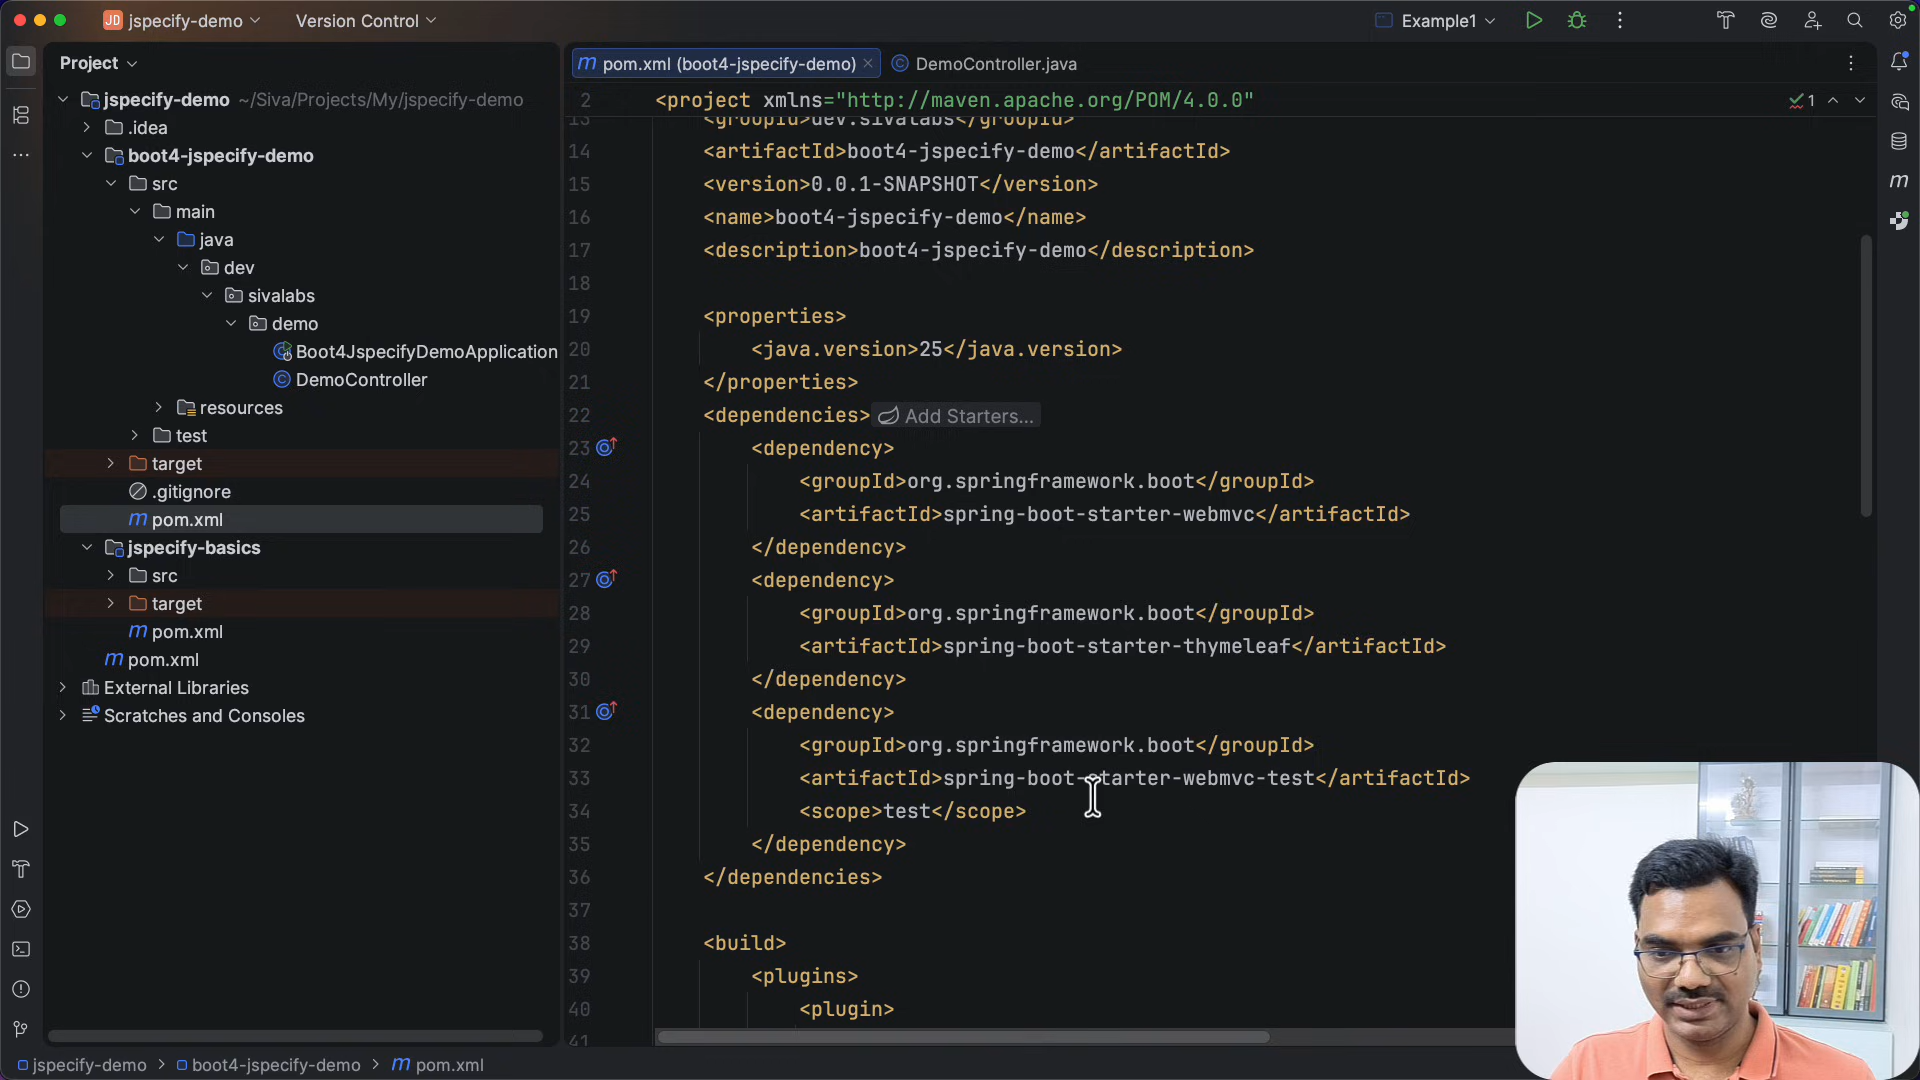 JD jspecify-demo
Version Control
Example1
Project
jspecify-demo ~/Siva/Projects/My/jspecify-demo
.idea
boot4-jspecify-demo
src
main
java
dev
sivalabs
demo
Boot4JspecifyDemoApplication
DemoController
resources
test
target
.gitignore
m pom.xml
jspecify-basics
src
target
m pom.xml
m pom.xml
External Libraries
Scratches and Consoles
m pom.xml (boot4-jspecify-demo)
DemoController.java
2 <project xmlns="http://maven.apache.org/POM/4.0.0"
1
13 <groupId>dev.sivalabs</groupId>
14 <artifactId>boot4-jspecify-demo</artifactId>
15 <version>0.0.1-SNAPSHOT</version>
16 <name>boot4-jspecify-demo</name>
17 <description>boot4-jspecify-demo</description>
18
19 <properties>
20 <java.version>25</java.version>
21 </properties>
22 <dependencies> Add Starters...
23 <dependency>
24 <groupId>org.springframework.boot</groupId>
25 <artifactId>spring-boot-starter-webmvc</artifactId>
26 </dependency>
27 <dependency>
28 <groupId>org.springframework.boot</groupId>
29 <artifactId>spring-boot-starter-thymeleaf</artifactId>
30 </dependency>
31 <dependency>
32 <groupId>org.springframework.boot</groupId>
33 <artifactId>spring-boot-starter-webmvc-test</artifactId>
34 <scope>test</scope>
35 </dependency>
36 </dependencies>
37
38 <build>
39 <plugins>
40 <plugin>
41
m
jspecify-demo > boot4-jspecify-demo > m pom.xml